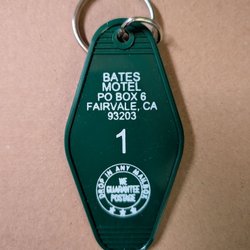 BATES
MOTEL
PO BOX 6
FAIRVALE, CA
93203
1
DROP IN ANY MAILBOX
WE
GUARANTEE
POSTAGE